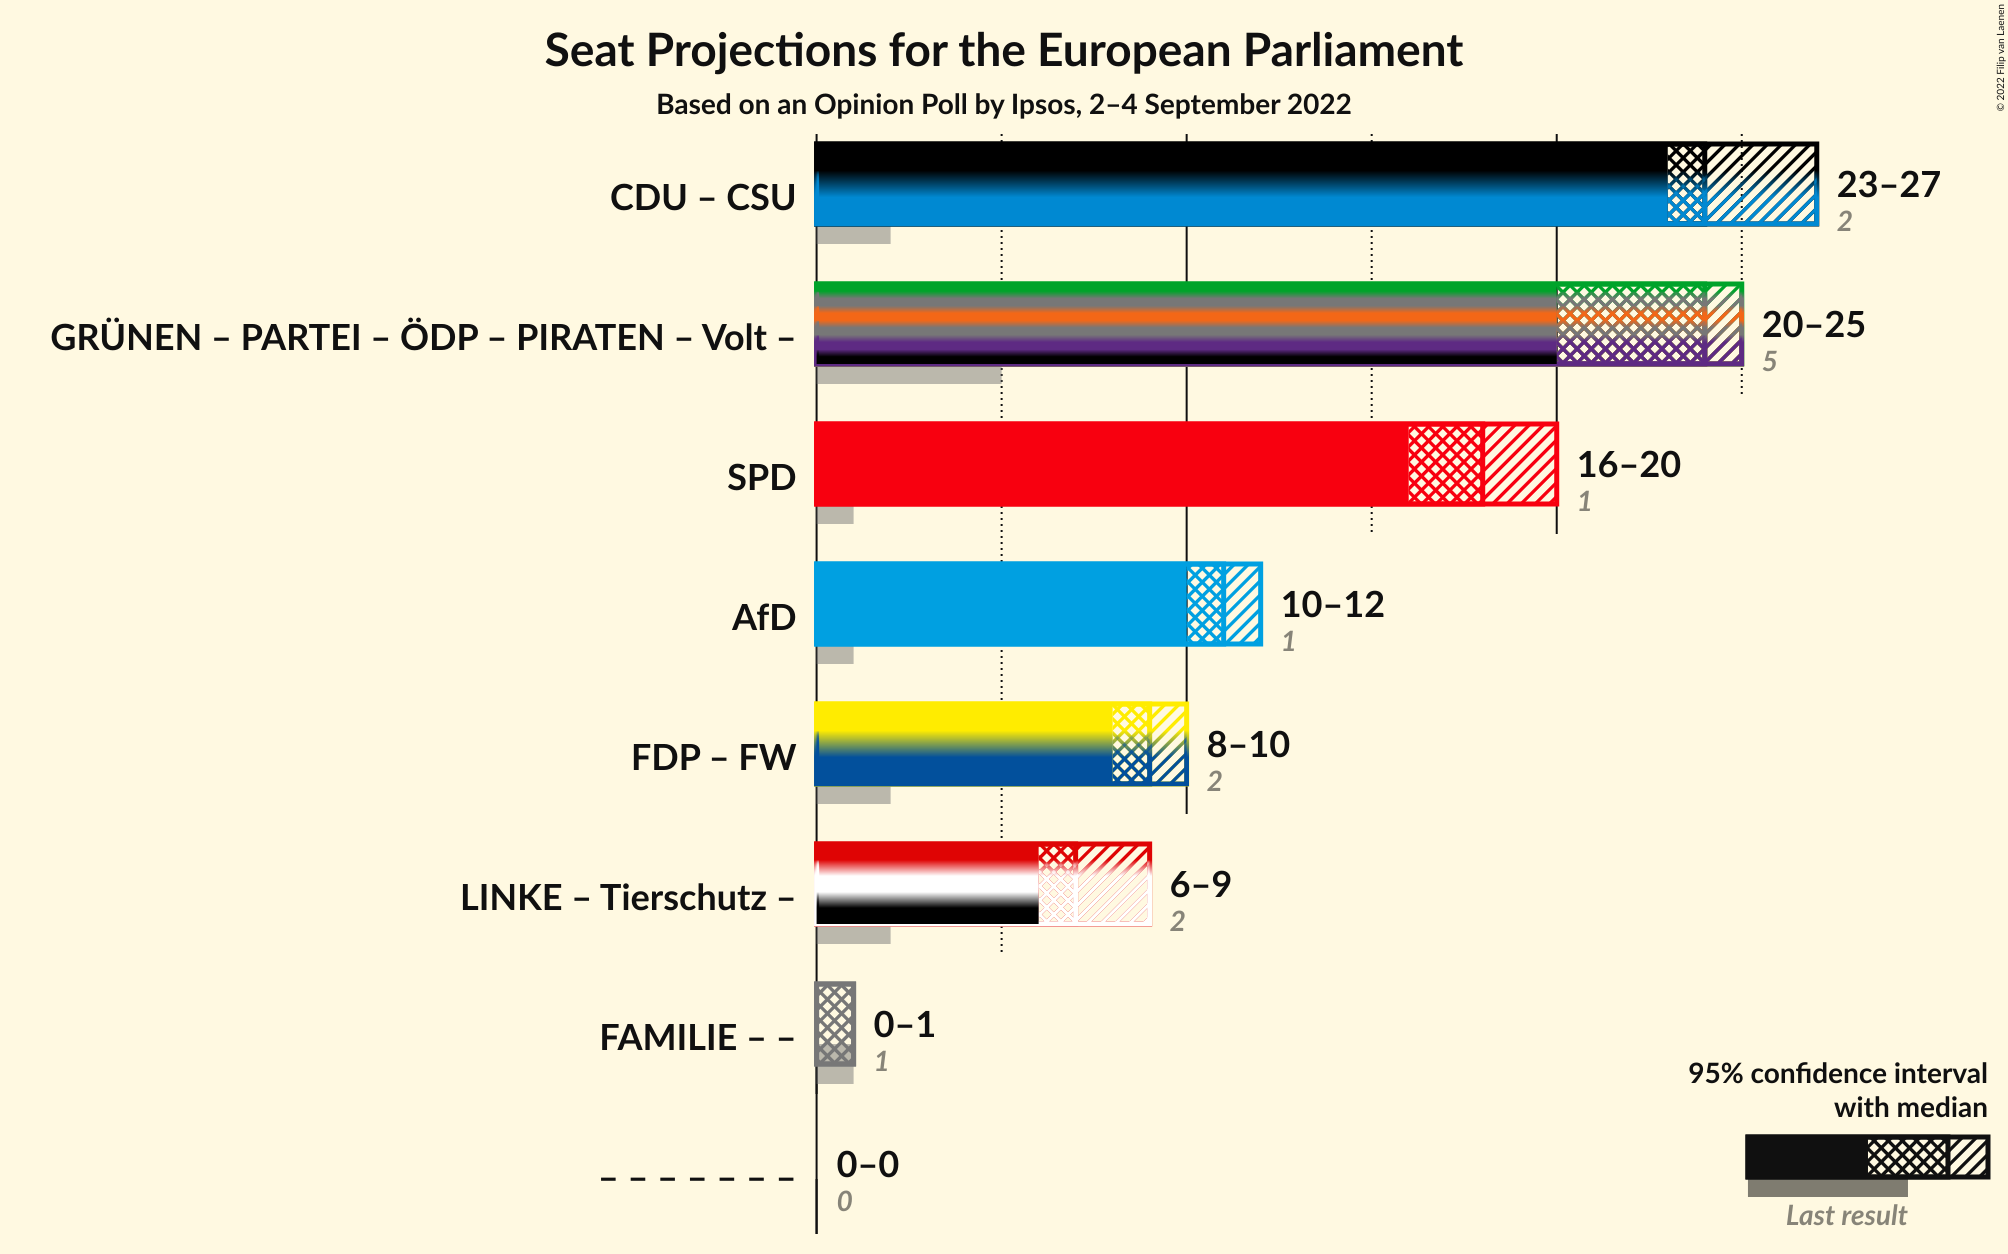 Seat Projections for the European Parliament
Based on an Opinion Poll by Ipsos, 2–4 September 2022
© 2022 Filip van Laenen
CDU – CSU
23–27
2
GRÜNEN – PARTEI – ÖDP – PIRATEN – Volt –
20–25
5
SPD
16–20
1
AfD
10–12
1
FDP – FW
8–10
2
LINKE – Tierschutz –
6–9
2
FAMILIE – –
0–1
1
– – – – – – –
0–0
0
95% confidence interval
with median
Last result